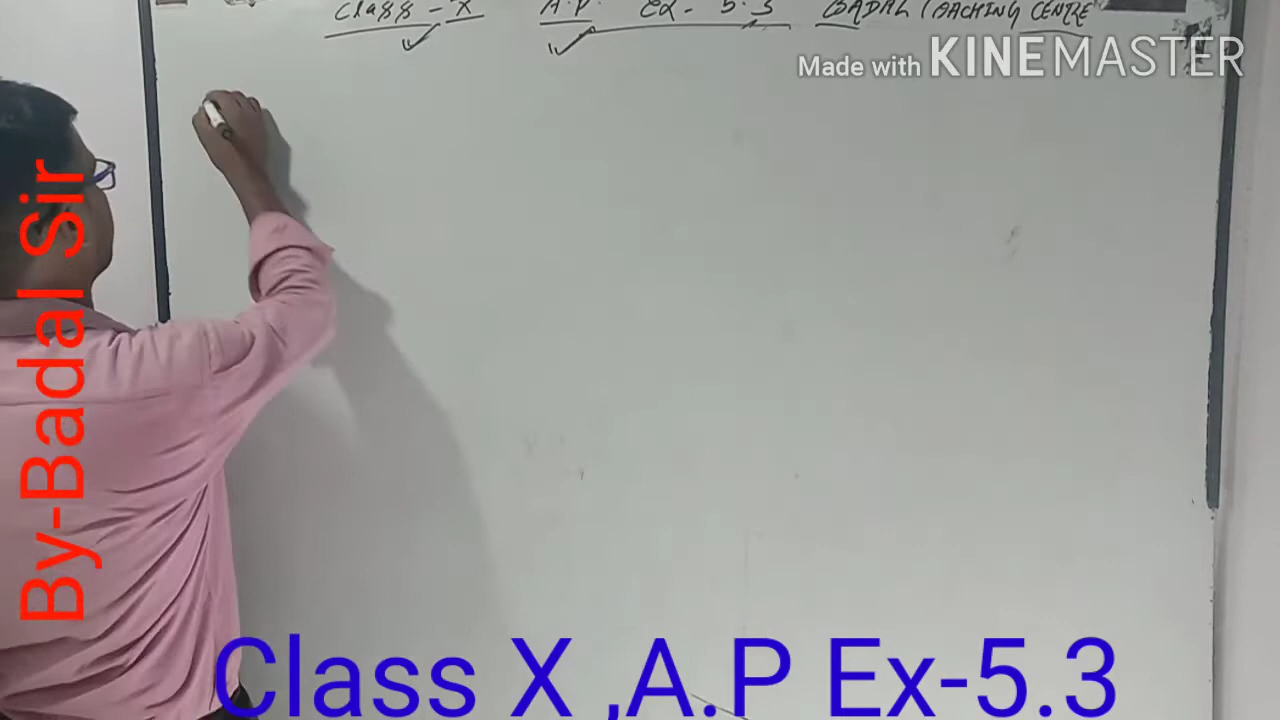 Class - X A.P. Ex - 5.3 BADAL COACHING CENTRE
Made with KINEMASTER
By-Badal Sir
Class X ,A.P Ex-5.3